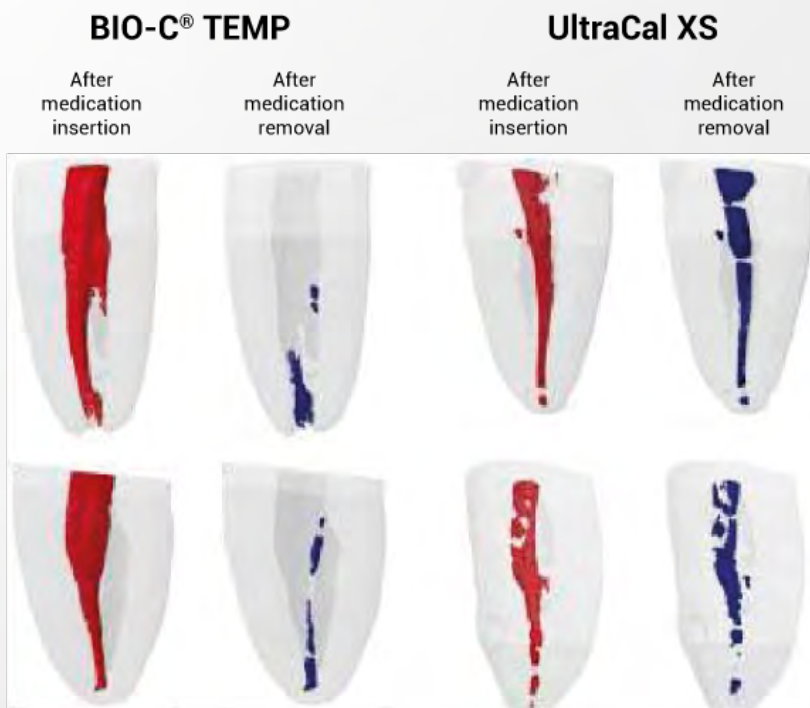 BIO-C® TEMP
UltraCal XS
After
medication
insertion
After
medication
removal
After
medication
insertion
After
medication
removal